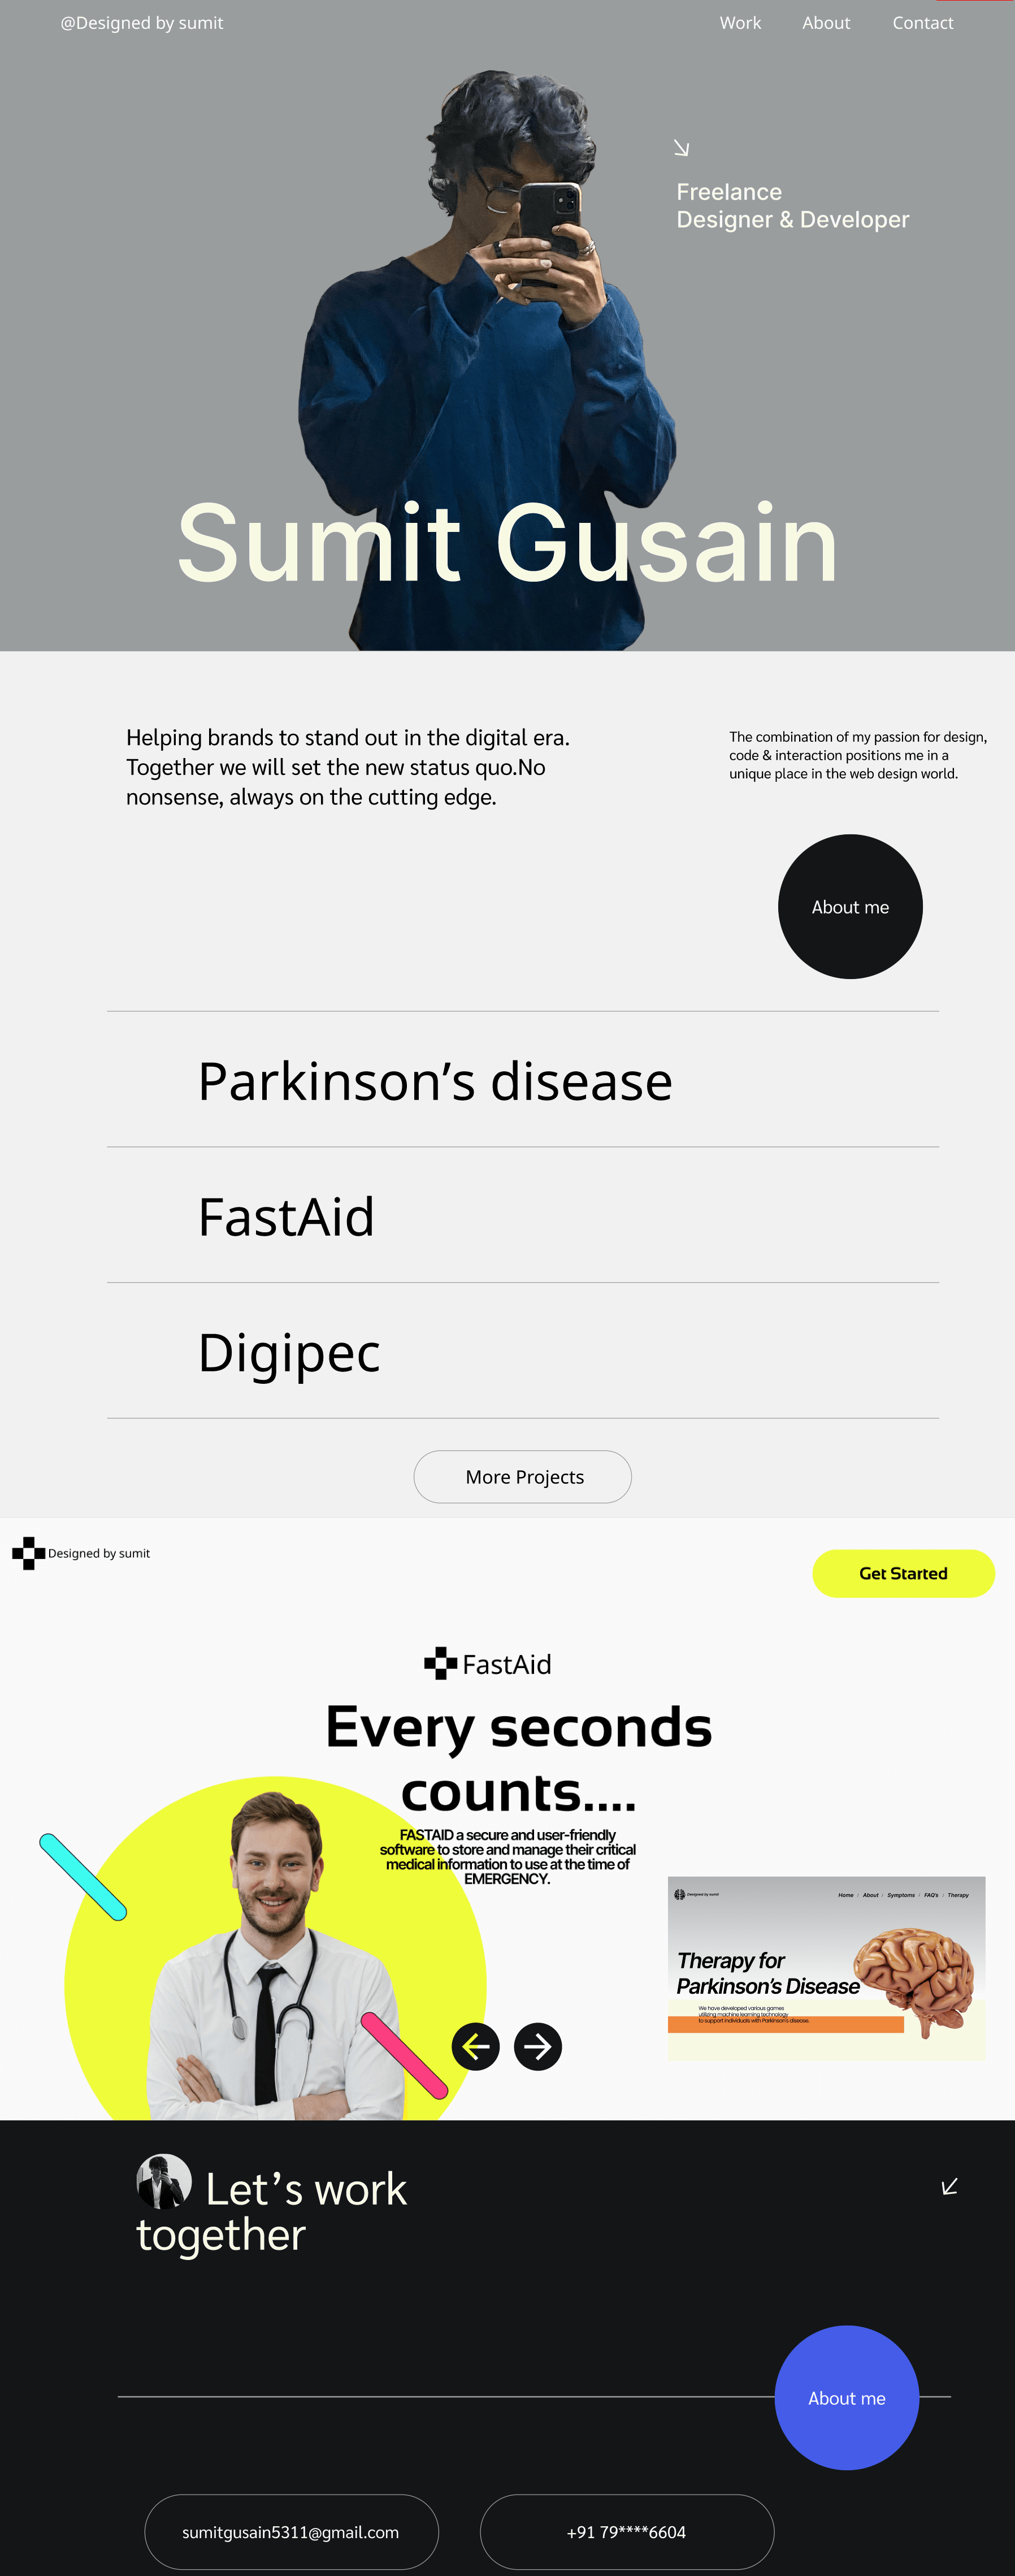 @Designed by sumit
Work About Contact
Freelance
Designer & Developer
Sumit Gusain
Helping brands to stand out in the digital era.
Together we will set the new status quo.No
nonsense, always on the cutting edge.
The combination of my passion for design,
code & interaction positions me in a
unique place in the web design world.
About me
Parkinson’s disease
FastAid
Digipec
More Projects
Designed by sumit
Get Started
FastAid
Every seconds
counts....
FASTAID a secure and user-friendly
software to store and manage their critical
medical information to use at the time of
EMERGENCY.
Designed by sumit
Home / About / Symptoms / FAQ's / Therapy
Therapy for
Parkinson's Disease
We have developed various games
utilizing machine learning technology
to support individuals with Parkinson's disease.
Let’s work
together
About me
sumitgusain5311@gmail.com
+91 79****6604